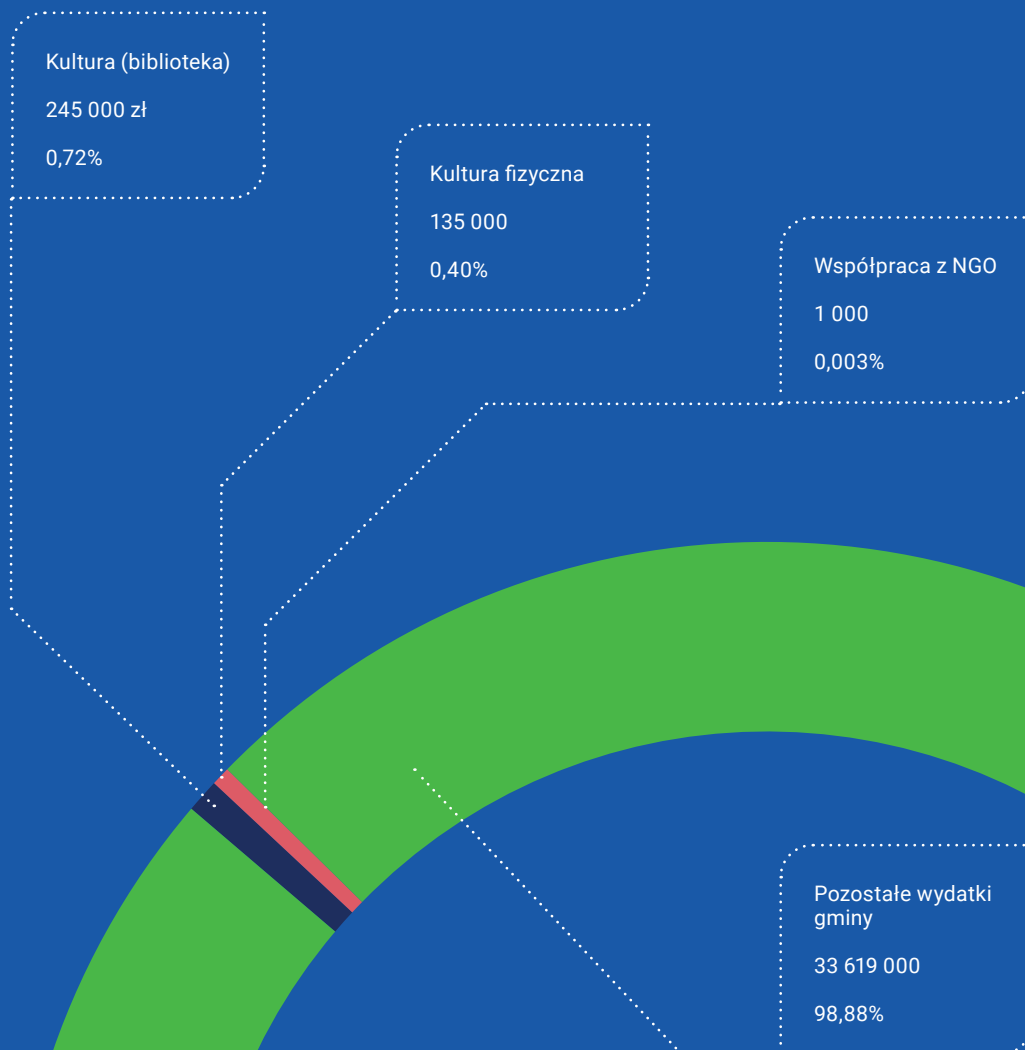 Kultura (biblioteka)
245 000 zł
0,72%
Kultura fizyczna
135 000
0,40%
Współpraca z NGO
1 000
0,003%
Pozostałe wydatki
gminy
33 619 000
98,88%